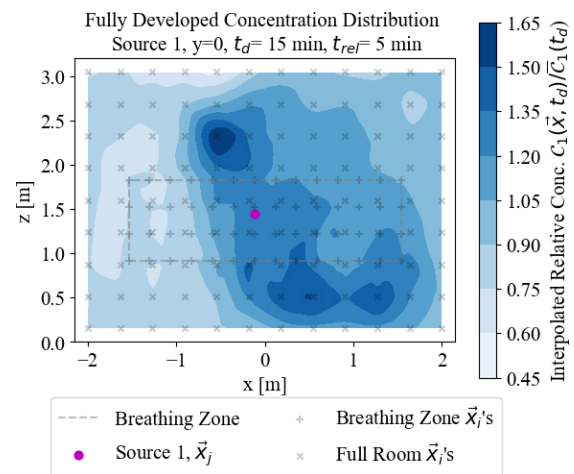 Fully Developed Concentration Distribution
Source 1, y=0, t_d= 15 min, t_rel= 5 min
3.0
2.5
2.0
1.5
1.0
0.5
0.0
z [m]
-2
-1
0
1
2
x [m]
1.65
1.50
1.35
1.20
1.05
0.90
0.75
0.60
0.45
Interpolated Relative Conc. C_1(x⃗, t_d)/C̅_1(t_d)
Breathing Zone
Source 1, x⃗_j
Breathing Zone x⃗_i's
Full Room x⃗_i's